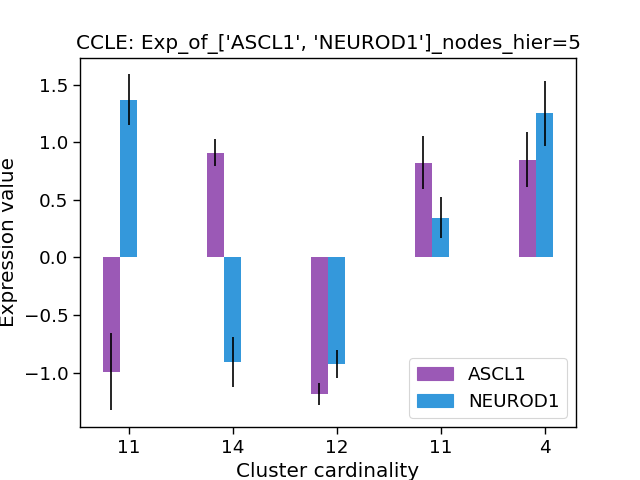 CCLE: Exp_of_['ASCL1', 'NEUROD1']_nodes_hier=5
Expression value
1.5
1.0
0.5
0.0
−0.5
−1.0
ASCL1
NEUROD1
11 14 12 11 4
Cluster cardinality